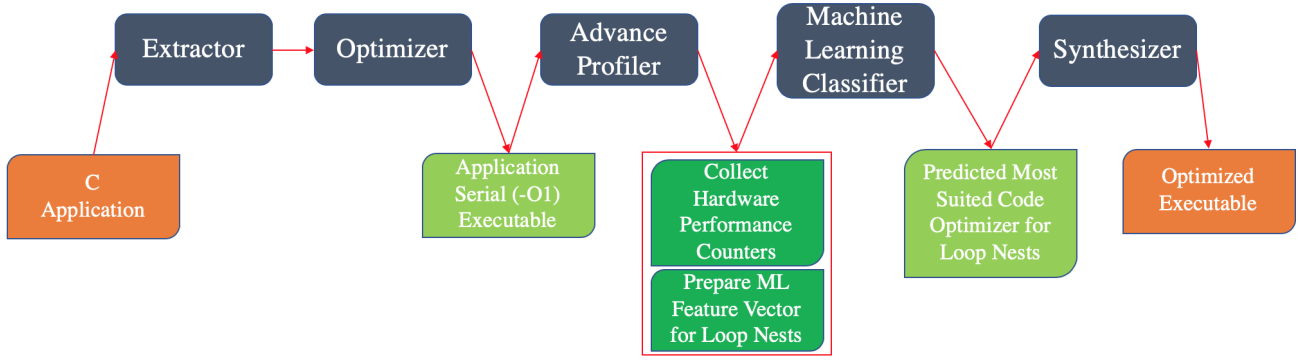 Extractor
Optimizer
Advance
Profiler
Machine
Learning
Classifier
Synthesizer
C
Application
Application
Serial (-O1)
Executable
Collect
Hardware
Performance
Counters
Prepare ML
Feature Vector
for Loop Nests
Predicted Most
Suited Code
Optimizer for
Loop Nests
Optimized
Executable